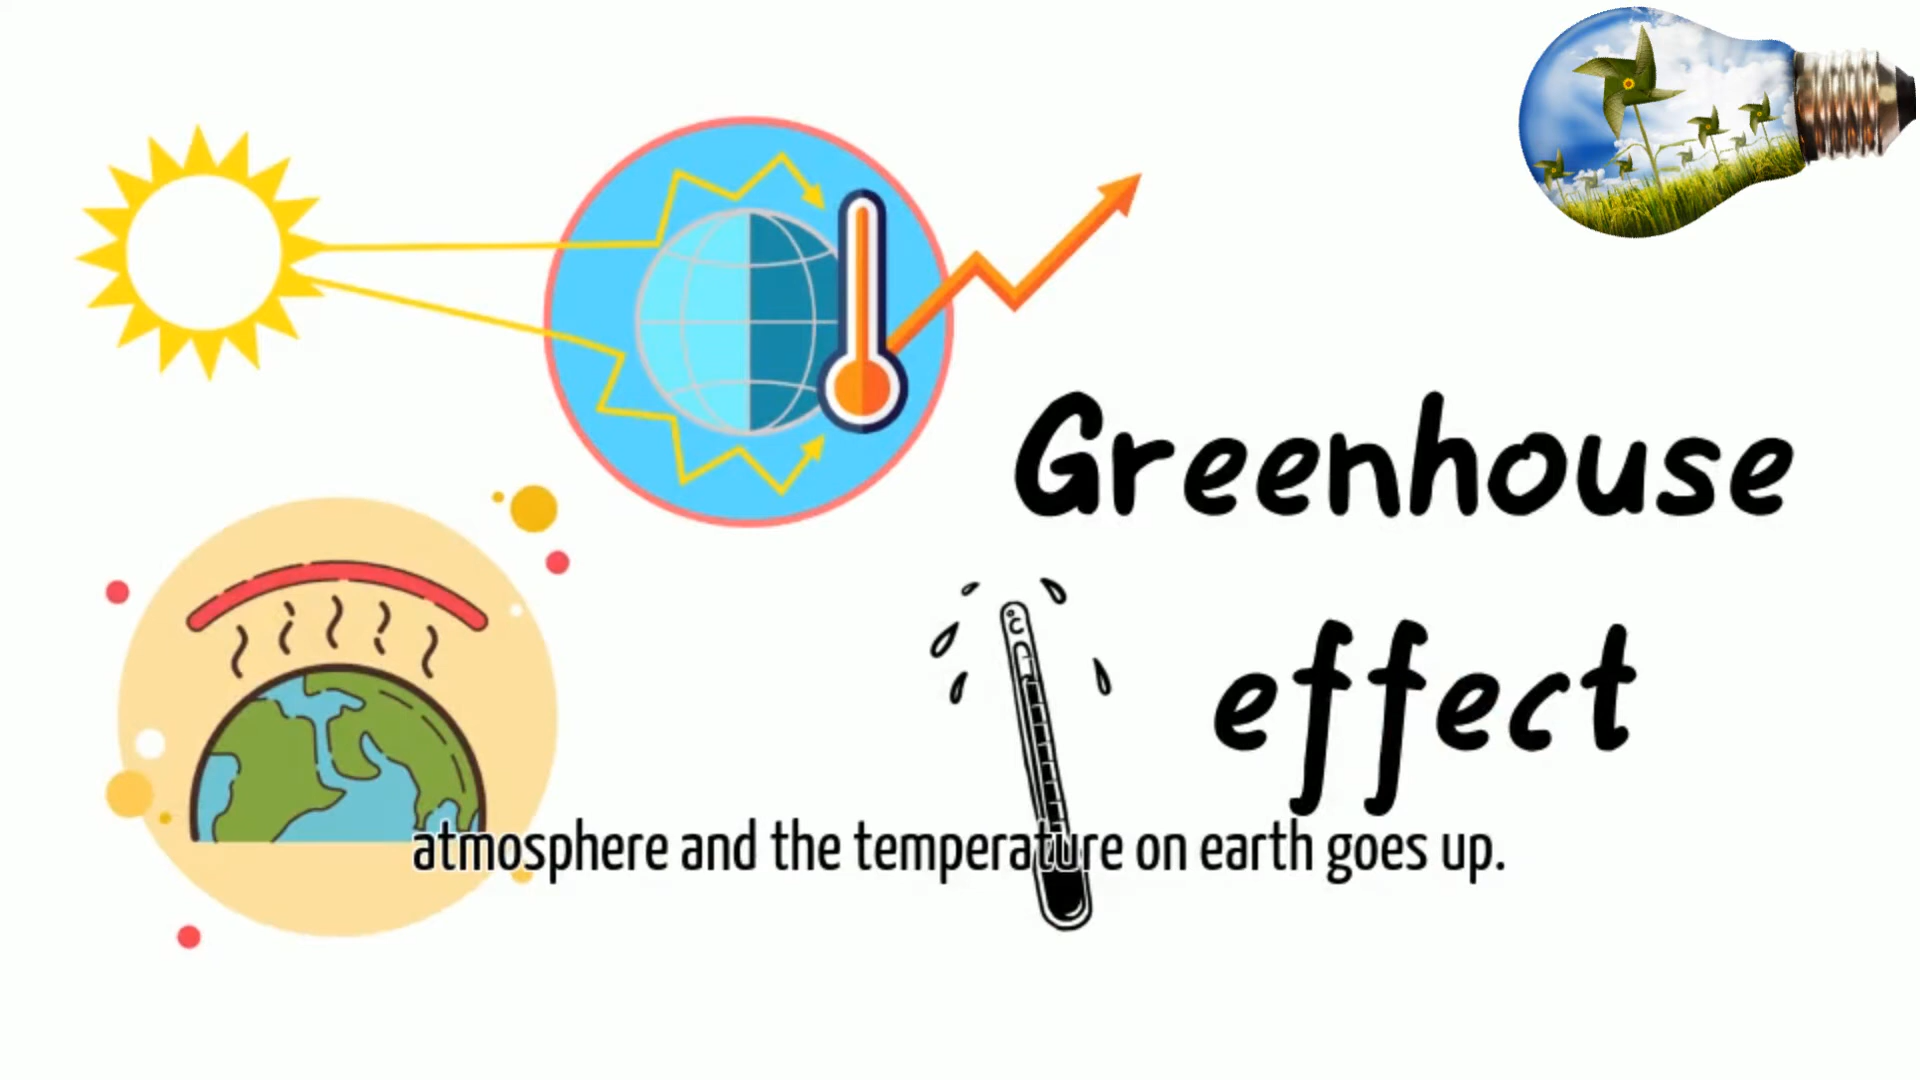 Greenhouse
effect
°C
atmosphere and the temperature on earth goes up.